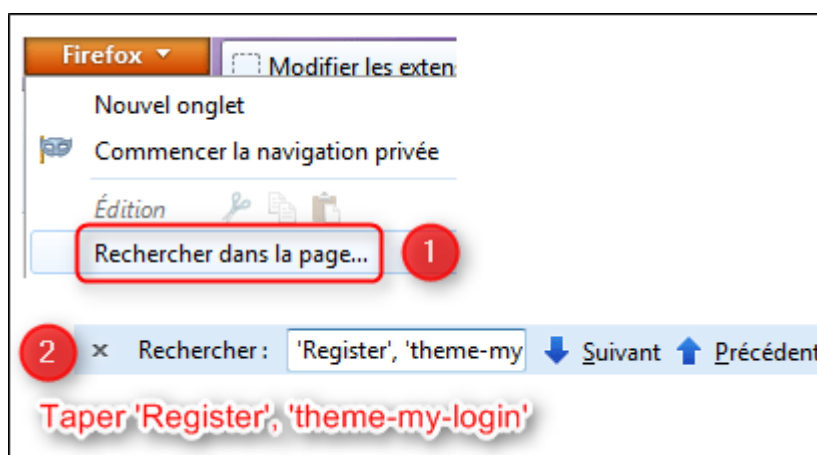 Firefox
Modifier les exten
Nouvel onglet
Commencer la navigation privée
Édition
Rechercher dans la page...
1
2 × Rechercher : 'Register', 'theme-my Suivant Précédent
Taper 'Register', 'theme-my-login'